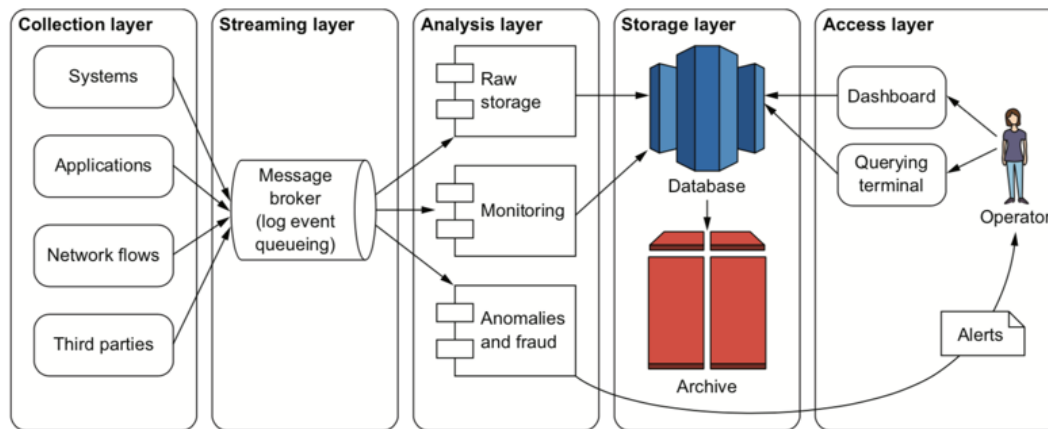 Collection layer
Systems
Applications
Network flows
Third parties
Streaming layer
Message
broker
(log event
queueing)
Analysis layer
Raw
storage
Monitoring
Anomalies
and fraud
Storage layer
Database
Archive
Access layer
Dashboard
Querying
terminal
Operator
Alerts